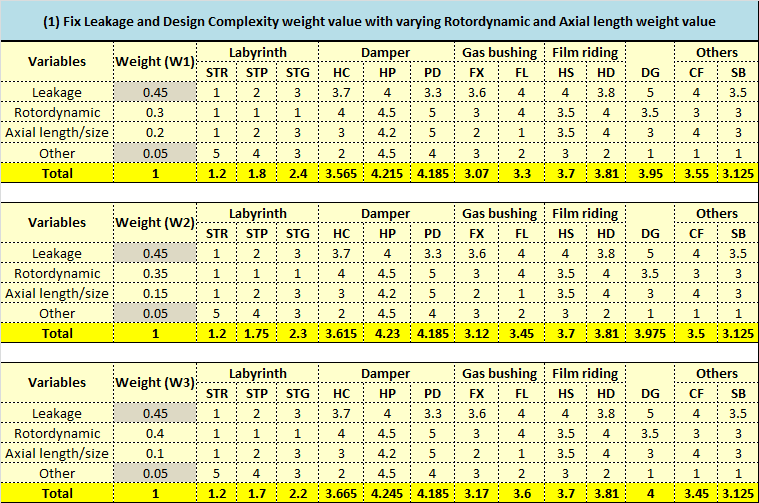 (1) Fix Leakage and Design Complexity weight value with varying Rotordynamic and Axial length weight value
Variables Weight (W1) Labyrinth Damper Gas bushing Film riding Others
STR STP STG HC HP PD FX FL HS HD DG CF SB
Leakage 0.45 1 2 3 3.7 4 3.3 3.6 4 4 3.8 5 4 3.5
Rotordynamic 0.3 1 1 1 4 4.5 5 3 4 3.5 4 3.5 3 3
Axial length/size 0.2 1 2 3 3 4.2 5 2 1 3.5 4 3 4 3
Other 0.05 5 4 3 2 4.5 4 3 2 3 2 1 1 1
Total 1 1.2 1.8 2.4 3.565 4.215 4.185 3.07 3.3 3.7 3.81 3.95 3.55 3.125
Variables Weight (W2) Labyrinth Damper Gas bushing Film riding Others
STR STP STG HC HP PD FX FL HS HD DG CF SB
Leakage 0.45 1 2 3 3.7 4 3.3 3.6 4 4 3.8 5 4 3.5
Rotordynamic 0.35 1 1 1 4 4.5 5 3 4 3.5 4 3.5 3 3
Axial length/size 0.15 1 2 3 3 4.2 5 2 1 3.5 4 3 4 3
Other 0.05 5 4 3 2 4.5 4 3 2 3 2 1 1 1
Total 1 1.2 1.75 2.3 3.615 4.23 4.185 3.12 3.45 3.7 3.81 3.975 3.5 3.125
Variables Weight (W3) Labyrinth Damper Gas bushing Film riding Others
STR STP STG HC HP PD FX FL HS HD DG CF SB
Leakage 0.45 1 2 3 3.7 4 3.3 3.6 4 4 3.8 5 4 3.5
Rotordynamic 0.4 1 1 1 4 4.5 5 3 4 3.5 4 3.5 3 3
Axial length/size 0.1 1 2 3 3 4.2 5 2 1 3.5 4 3 4 3
Other 0.05 5 4 3 2 4.5 4 3 2 3 2 1 1 1
Total 1 1.2 1.7 2.2 3.665 4.245 4.185 3.17 3.6 3.7 3.81 4 3.45 3.125